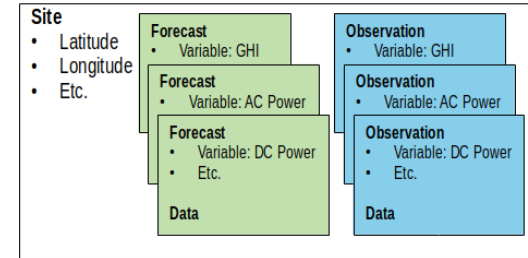 Site
• Latitude
• Longitude
• Etc.
Forecast
• Variable: GHI
Forecast
• Variable: AC Power
Forecast
• Variable: DC Power
• Etc.
Data
Observation
• Variable: GHI
Observation
• Variable: AC Power
Observation
• Variable: DC Power
• Etc.
Data